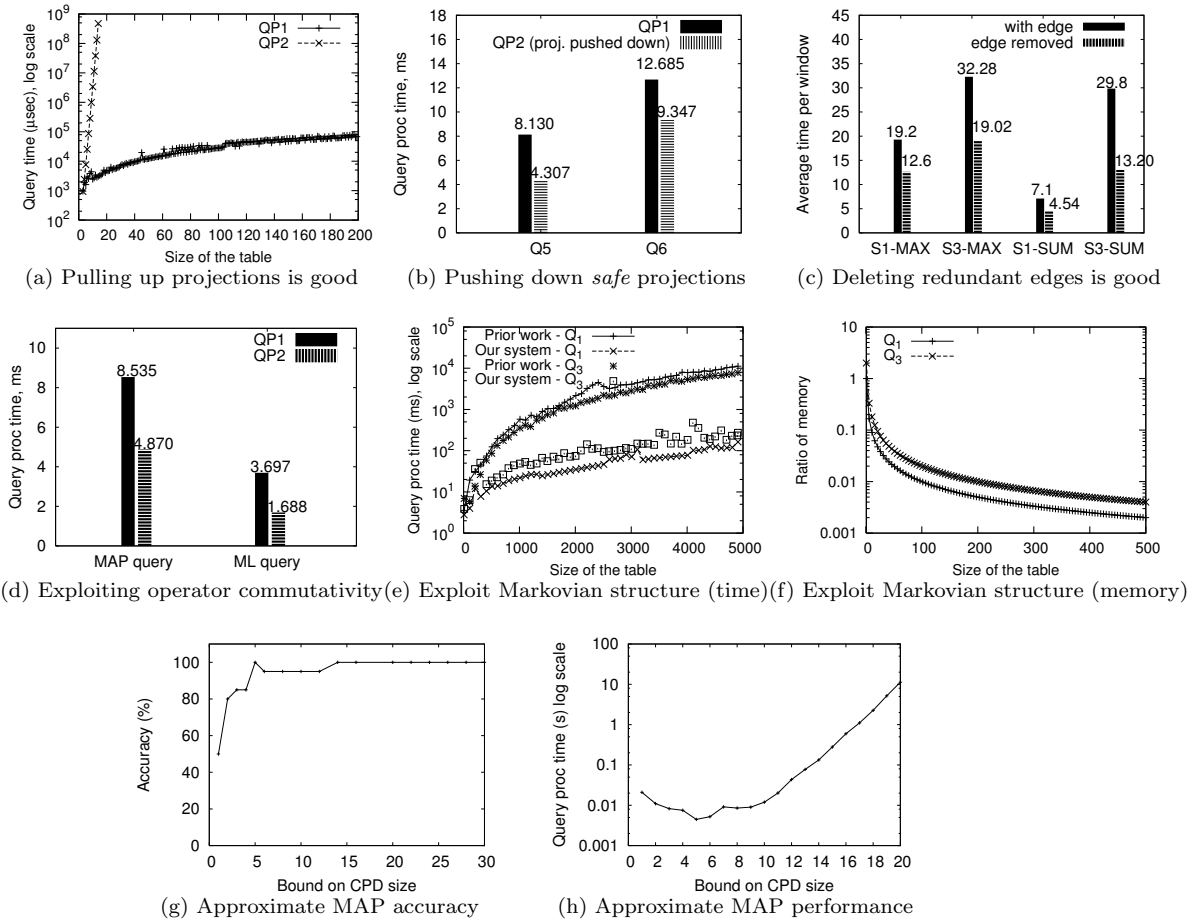 10^9
10^8
10^7
10^6
10^5
10^4
10^3
10^2
Query time (µsec), log scale
QP1
QP2
0 20 40 60 80 100 120 140 160 180 200
Size of the table
(a) Pulling up projections is good
18
16
14
12
10
8
6
4
2
0
Query proc time, ms
QP1
QP2 (proj. pushed down)
12.685
9.347
8.130
4.307
Q5 Q6
(b) Pushing down safe projections
45
40
35
30
25
20
15
10
5
0
Average time per window
with edge
edge removed
32.28
29.8
19.2
19.02
12.6
13.20
7.1
4.54
S1-MAX S3-MAX S1-SUM S3-SUM
(c) Deleting redundant edges is good
10
8
6
4
2
0
Query proc time, ms
QP1
QP2
8.535
4.870
3.697
1.688
MAP query ML query
(d) Exploiting operator commutativity
10^5
10^4
10^3
10^2
10^1
10^0
Query proc time (ms), log scale
Prior work - Q1
Our system - Q1
Prior work - Q3
Our system - Q3
0 1000 2000 3000 4000 5000
Size of the table
(e) Exploit Markovian structure (time)
10
1
0.1
0.01
0.001
Ratio of memory
Q1
Q3
0 100 200 300 400 500
Size of the table
(f) Exploit Markovian structure (memory)
100
80
60
40
20
0
Accuracy (%)
0 5 10 15 20 25 30
Bound on CPD size
(g) Approximate MAP accuracy
100
10
1
0.1
0.01
0.001
Query proc time (s) log scale
0 2 4 6 8 10 12 14 16 18 20
Bound on CPD size
(h) Approximate MAP performance